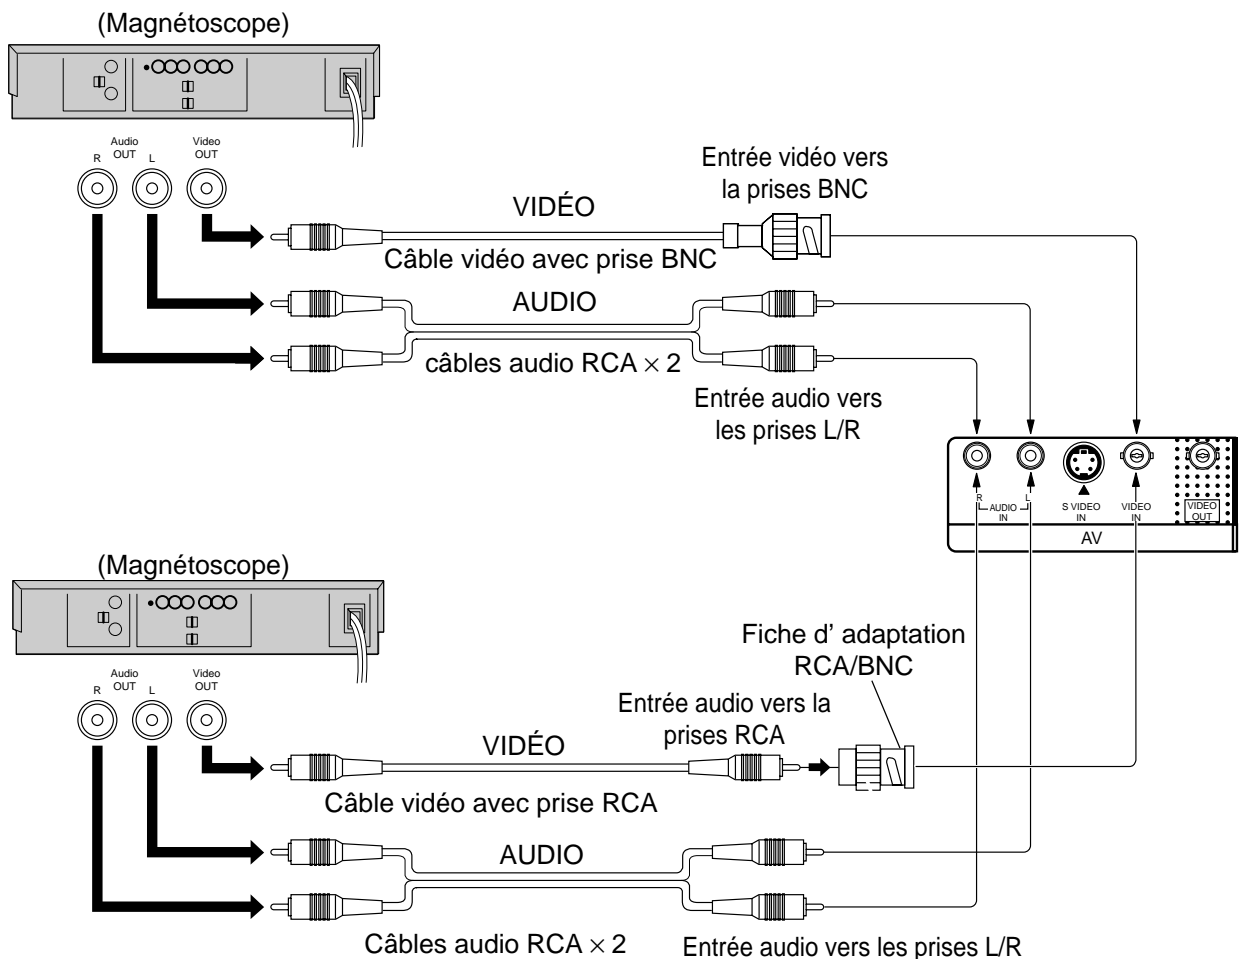 (Magnétoscope)
Audio
OUT
R
L
Video
OUT
VIDÉO
Câble vidéo avec prise BNC
Entrée vidéo vers
la prises BNC
AUDIO
câbles audio RCA × 2
Entrée audio vers
les prises L/R
R
L
AUDIO
IN
S VIDEO
IN
VIDEO
IN
VIDEO
OUT
AV
(Magnétoscope)
Audio
OUT
R
L
Video
OUT
Fiche d' adaptation
RCA/BNC
Entrée audio vers la
prises RCA
VIDÉO
Câble vidéo avec prise RCA
AUDIO
Câbles audio RCA × 2
Entrée audio vers les prises L/R